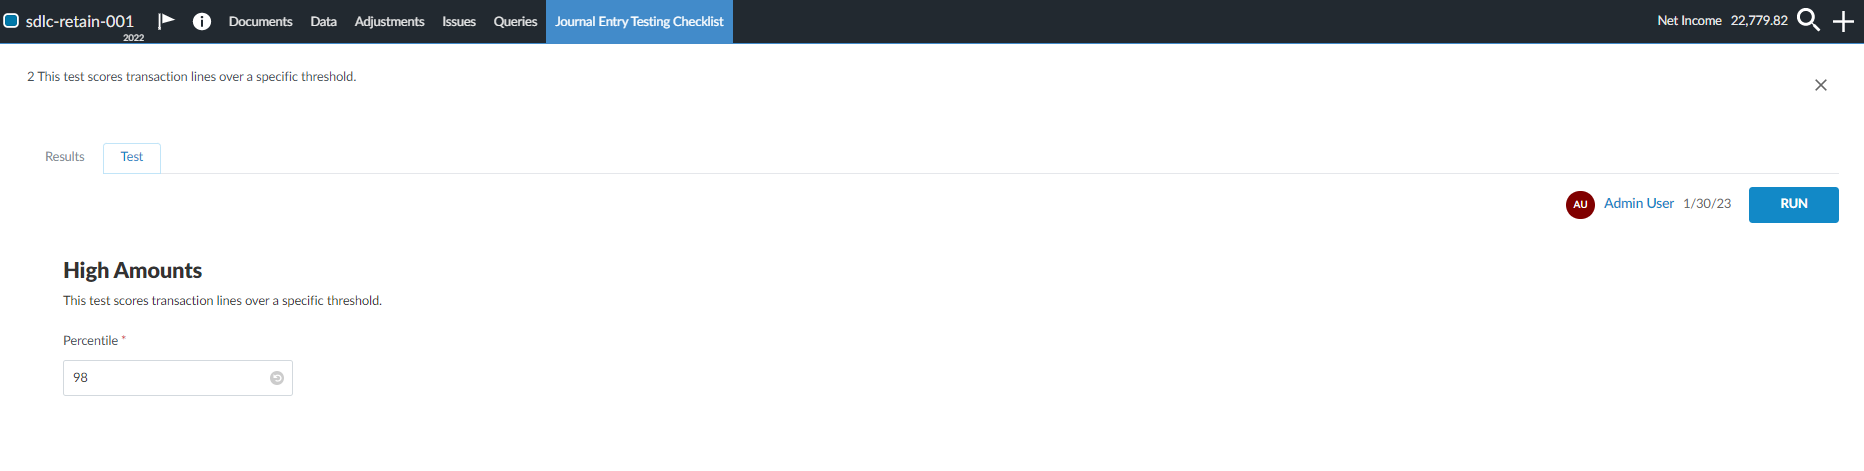 sdlc-retain-001 Documents Data Adjustments Issues Queries Journal Entry Testing Checklist Net Income 22,779.82
2022
2 This test scores transaction lines over a specific threshold.
Results Test
AU Admin User 1/30/23 RUN
High Amounts
This test scores transaction lines over a specific threshold.
Percentile *
98